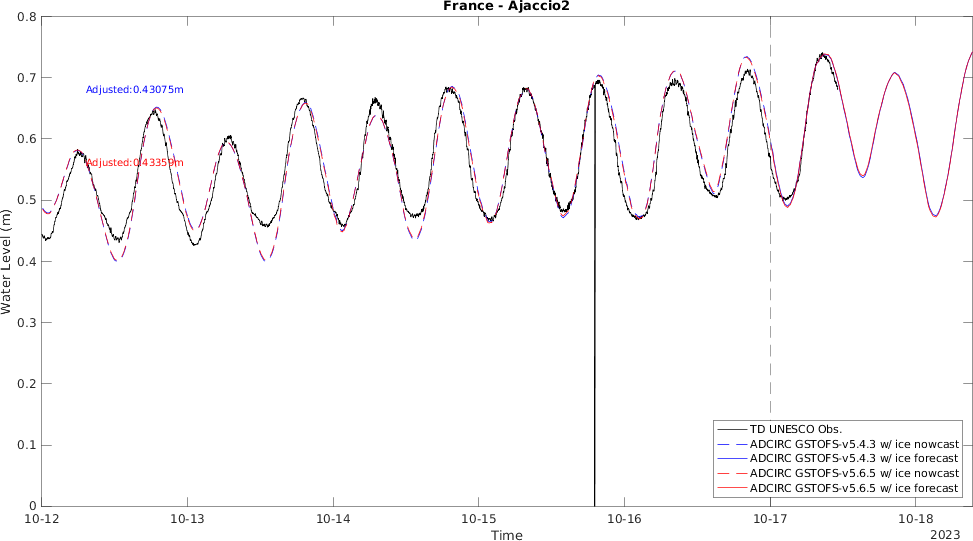 France - Ajaccio2
0.8
0.7
0.6
0.5
0.4
0.3
0.2
0.1
0
Water Level (m)
Adjusted:0.43075m
Adjusted:0.43359m
TD UNESCO Obs.
ADCIRC GSTOFS-v5.4.3 w/ ice nowcast
ADCIRC GSTOFS-v5.4.3 w/ ice forecast
ADCIRC GSTOFS-v5.6.5 w/ ice nowcast
ADCIRC GSTOFS-v5.6.5 w/ ice forecast
10-12 10-13 10-14 10-15 10-16 10-17 10-18
Time
2023